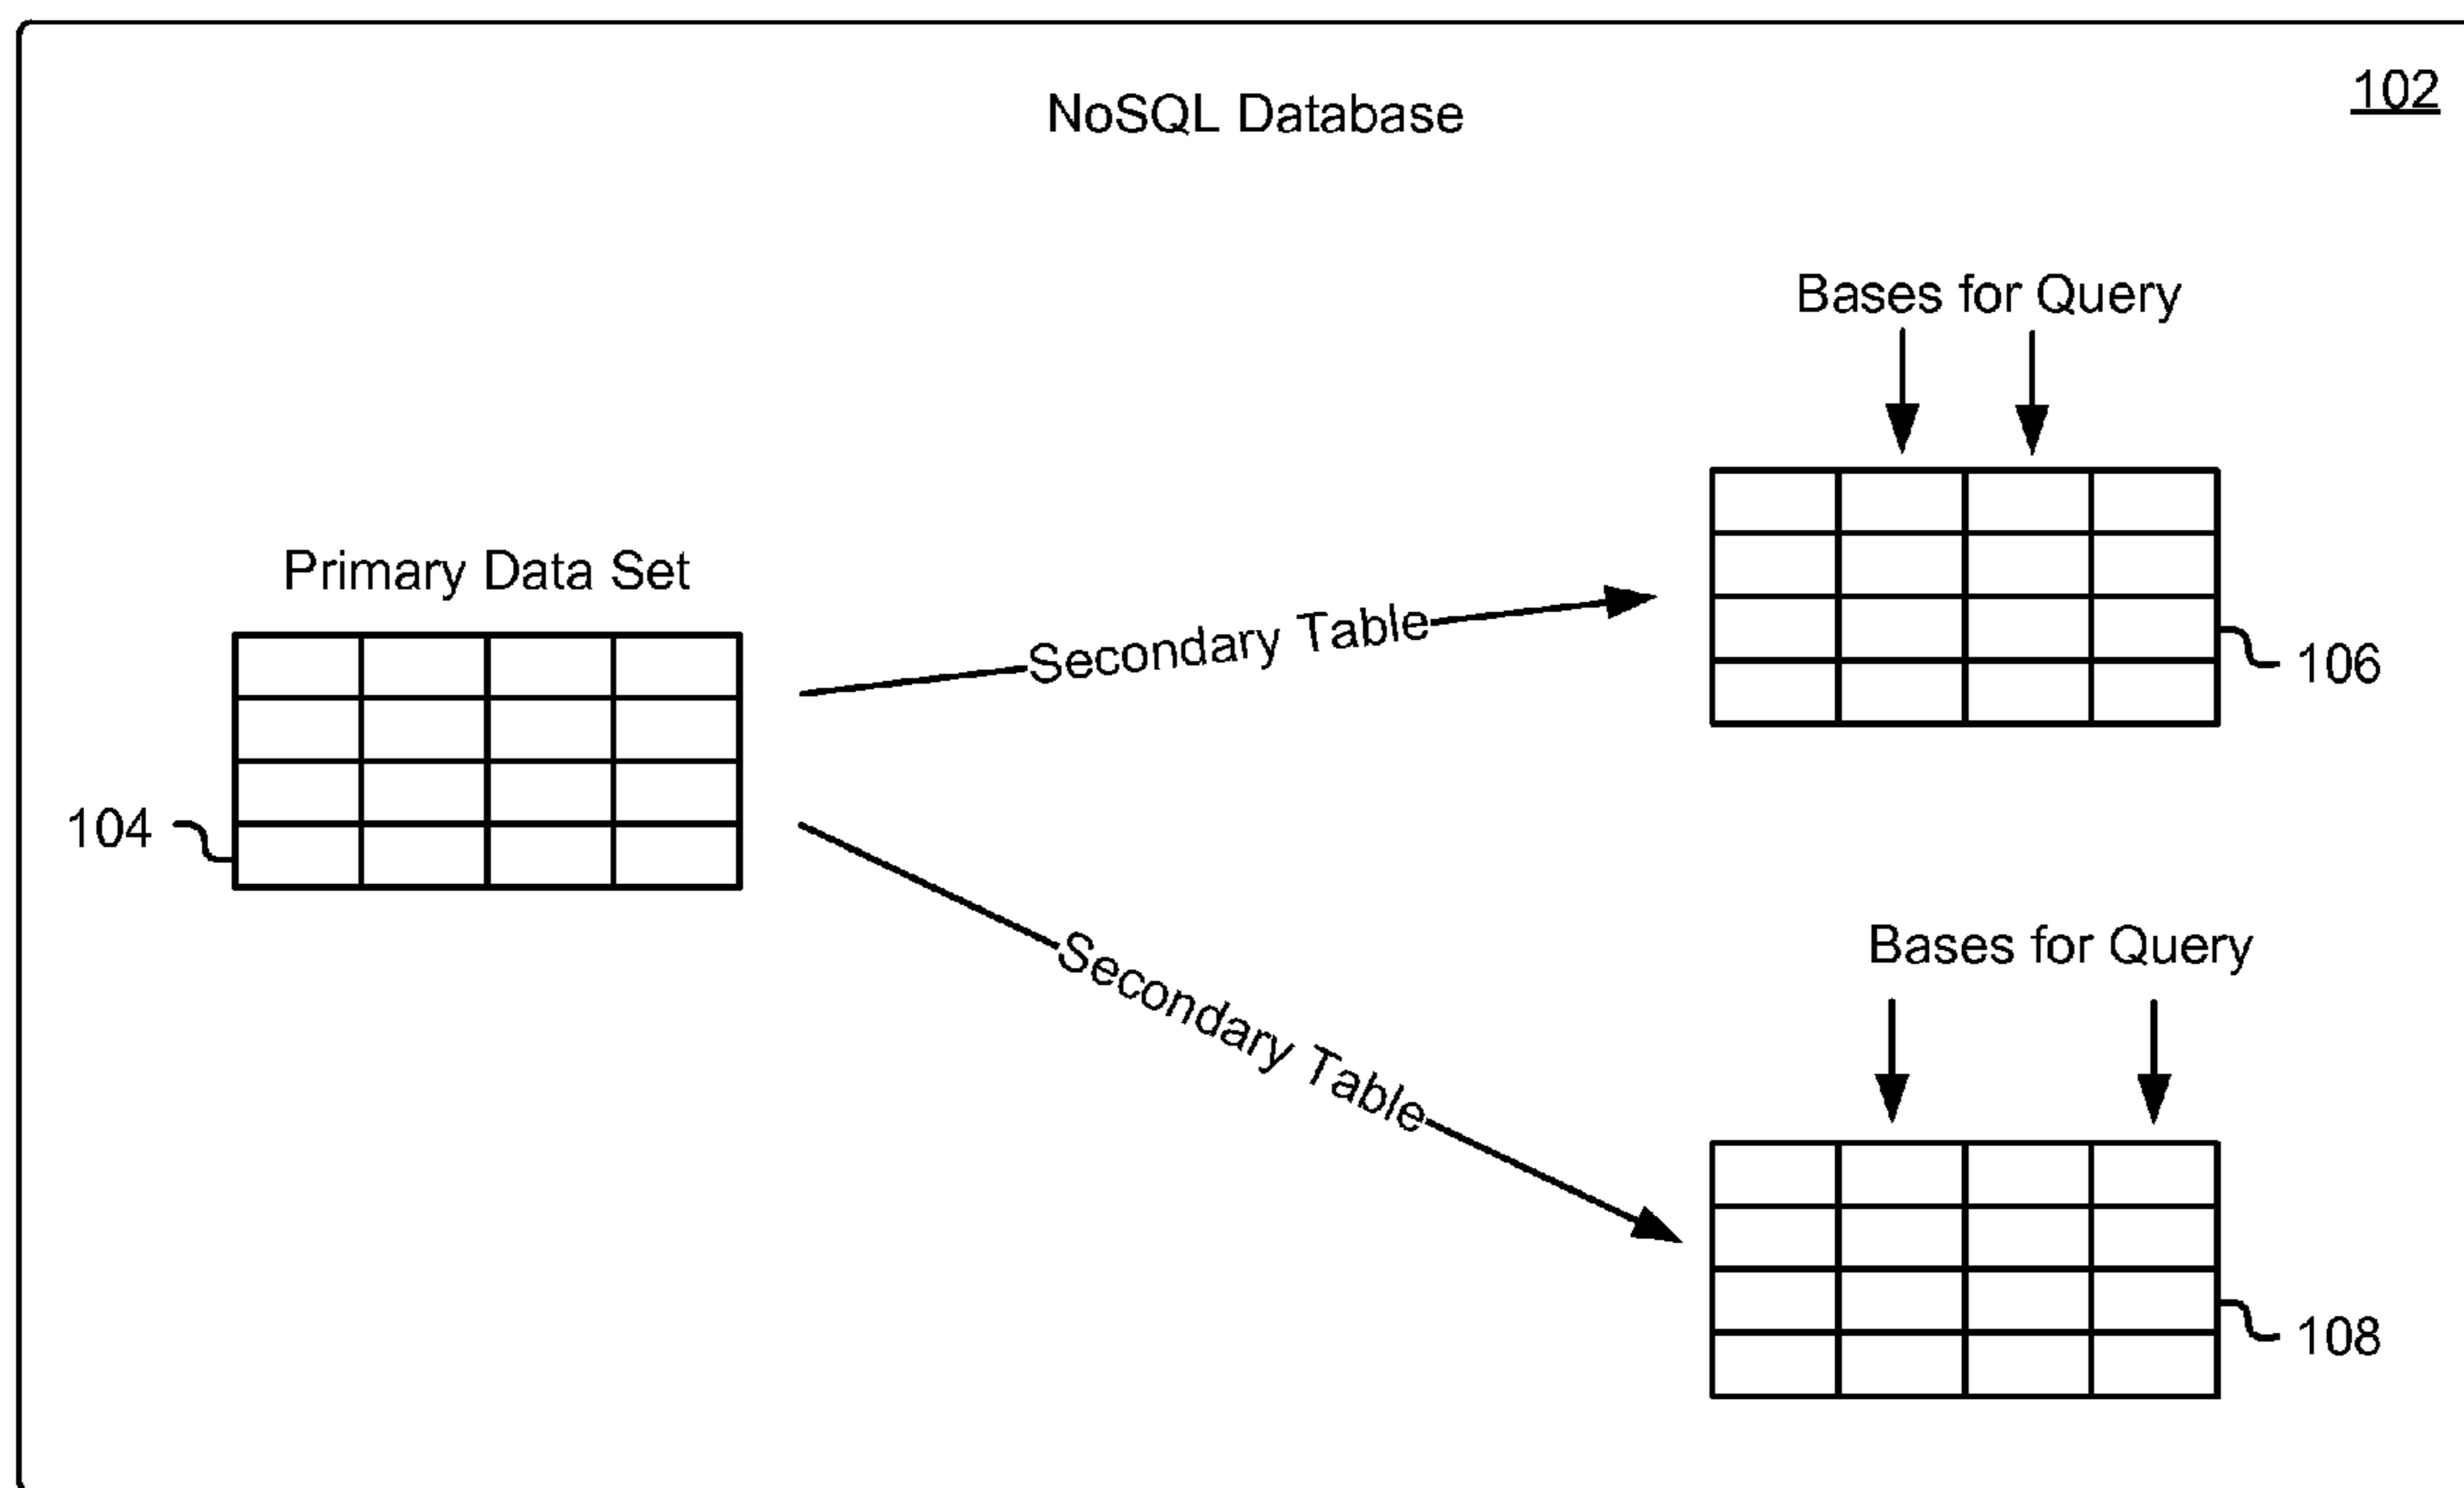 102
NoSQL Database
Bases for Query
Primary Data Set
Secondary Table
106
104
Bases for Query
Secondary Table
108